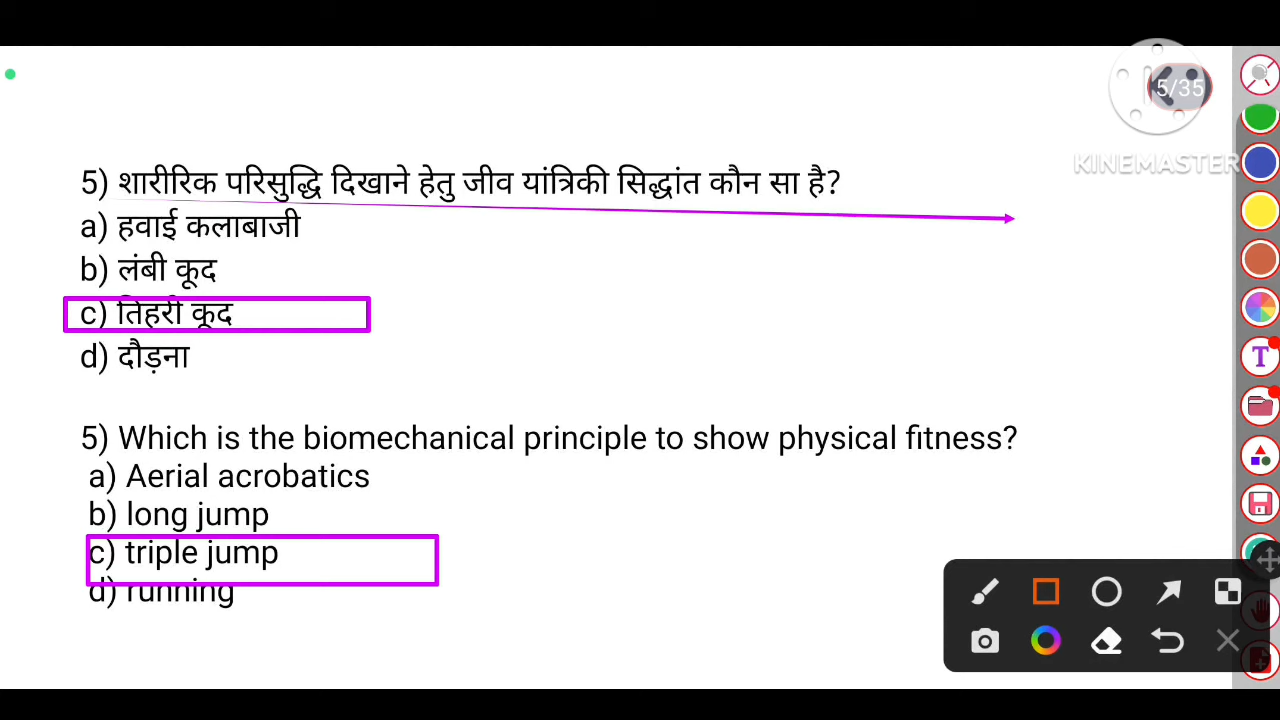 5/35
KINEMASTER
5) शारीरिक परिसुद्धि दिखाने हेतु जीव यांत्रिकी सिद्धांत कौन सा है?
a) हवाई कलाबाजी
b) लंबी कूद
c) तिहरी कूद
d) दौड़ना
5) Which is the biomechanical principle to show physical fitness?
a) Aerial acrobatics
b) long jump
c) triple jump
d) running
T